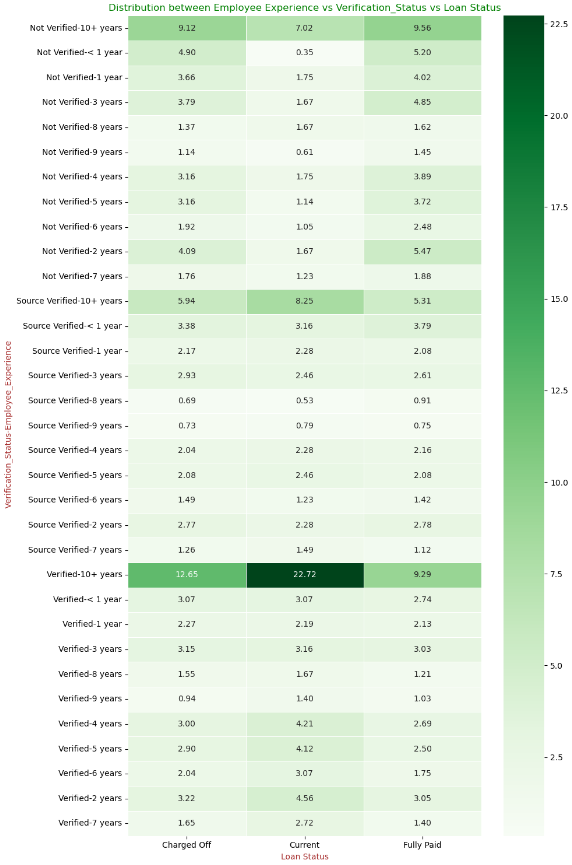 Distribution between Employee Experience vs Verification_Status vs Loan Status
Not Verified-10+ years 9.12 7.02 9.56
Not Verified-< 1 year 4.90 0.35 5.20
Not Verified-1 year 3.66 1.75 4.02
Not Verified-3 years 3.79 1.67 4.85
Not Verified-8 years 1.37 1.67 1.62
Not Verified-9 years 1.14 0.61 1.45
Not Verified-4 years 3.16 1.75 3.89
Not Verified-5 years 3.16 1.14 3.72
Not Verified-6 years 1.92 1.05 2.48
Not Verified-2 years 4.09 1.67 5.47
Not Verified-7 years 1.76 1.23 1.88
Source Verified-10+ years 5.94 8.25 5.31
Source Verified-< 1 year 3.38 3.16 3.79
Source Verified-1 year 2.17 2.28 2.08
Source Verified-3 years 2.93 2.46 2.61
Source Verified-8 years 0.69 0.53 0.91
Source Verified-9 years 0.73 0.79 0.75
Source Verified-4 years 2.04 2.28 2.16
Source Verified-5 years 2.08 2.46 2.08
Source Verified-6 years 1.49 1.23 1.42
Source Verified-2 years 2.77 2.28 2.78
Source Verified-7 years 1.26 1.49 1.12
Verified-10+ years 12.65 22.72 9.29
Verified-< 1 year 3.07 3.07 2.74
Verified-1 year 2.27 2.19 2.13
Verified-3 years 3.15 3.16 3.03
Verified-8 years 1.55 1.67 1.21
Verified-9 years 0.94 1.40 1.03
Verified-4 years 3.00 4.21 2.69
Verified-5 years 2.90 4.12 2.50
Verified-6 years 2.04 3.07 1.75
Verified-2 years 3.22 4.56 3.05
Verified-7 years 1.65 2.72 1.40
Charged Off Current Fully Paid
Loan Status
Verification_Status-Employee_Experience
22.5
20.0
17.5
15.0
12.5
10.0
7.5
5.0
2.5